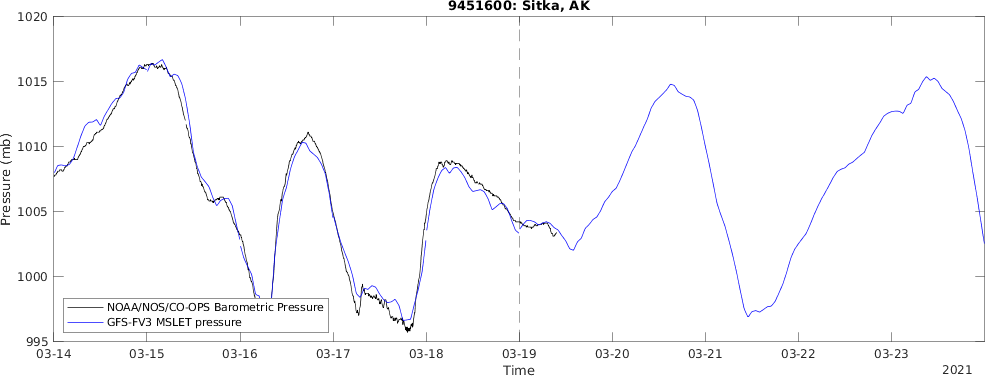 9451600: Sitka, AK
1020
1015
1010
1005
1000
995
Pressure (mb)
NOAA/NOS/CO-OPS Barometric Pressure
GFS-FV3 MSLET pressure
03-14 03-15 03-16 03-17 03-18 03-19 03-20 03-21 03-22 03-23
Time
2021